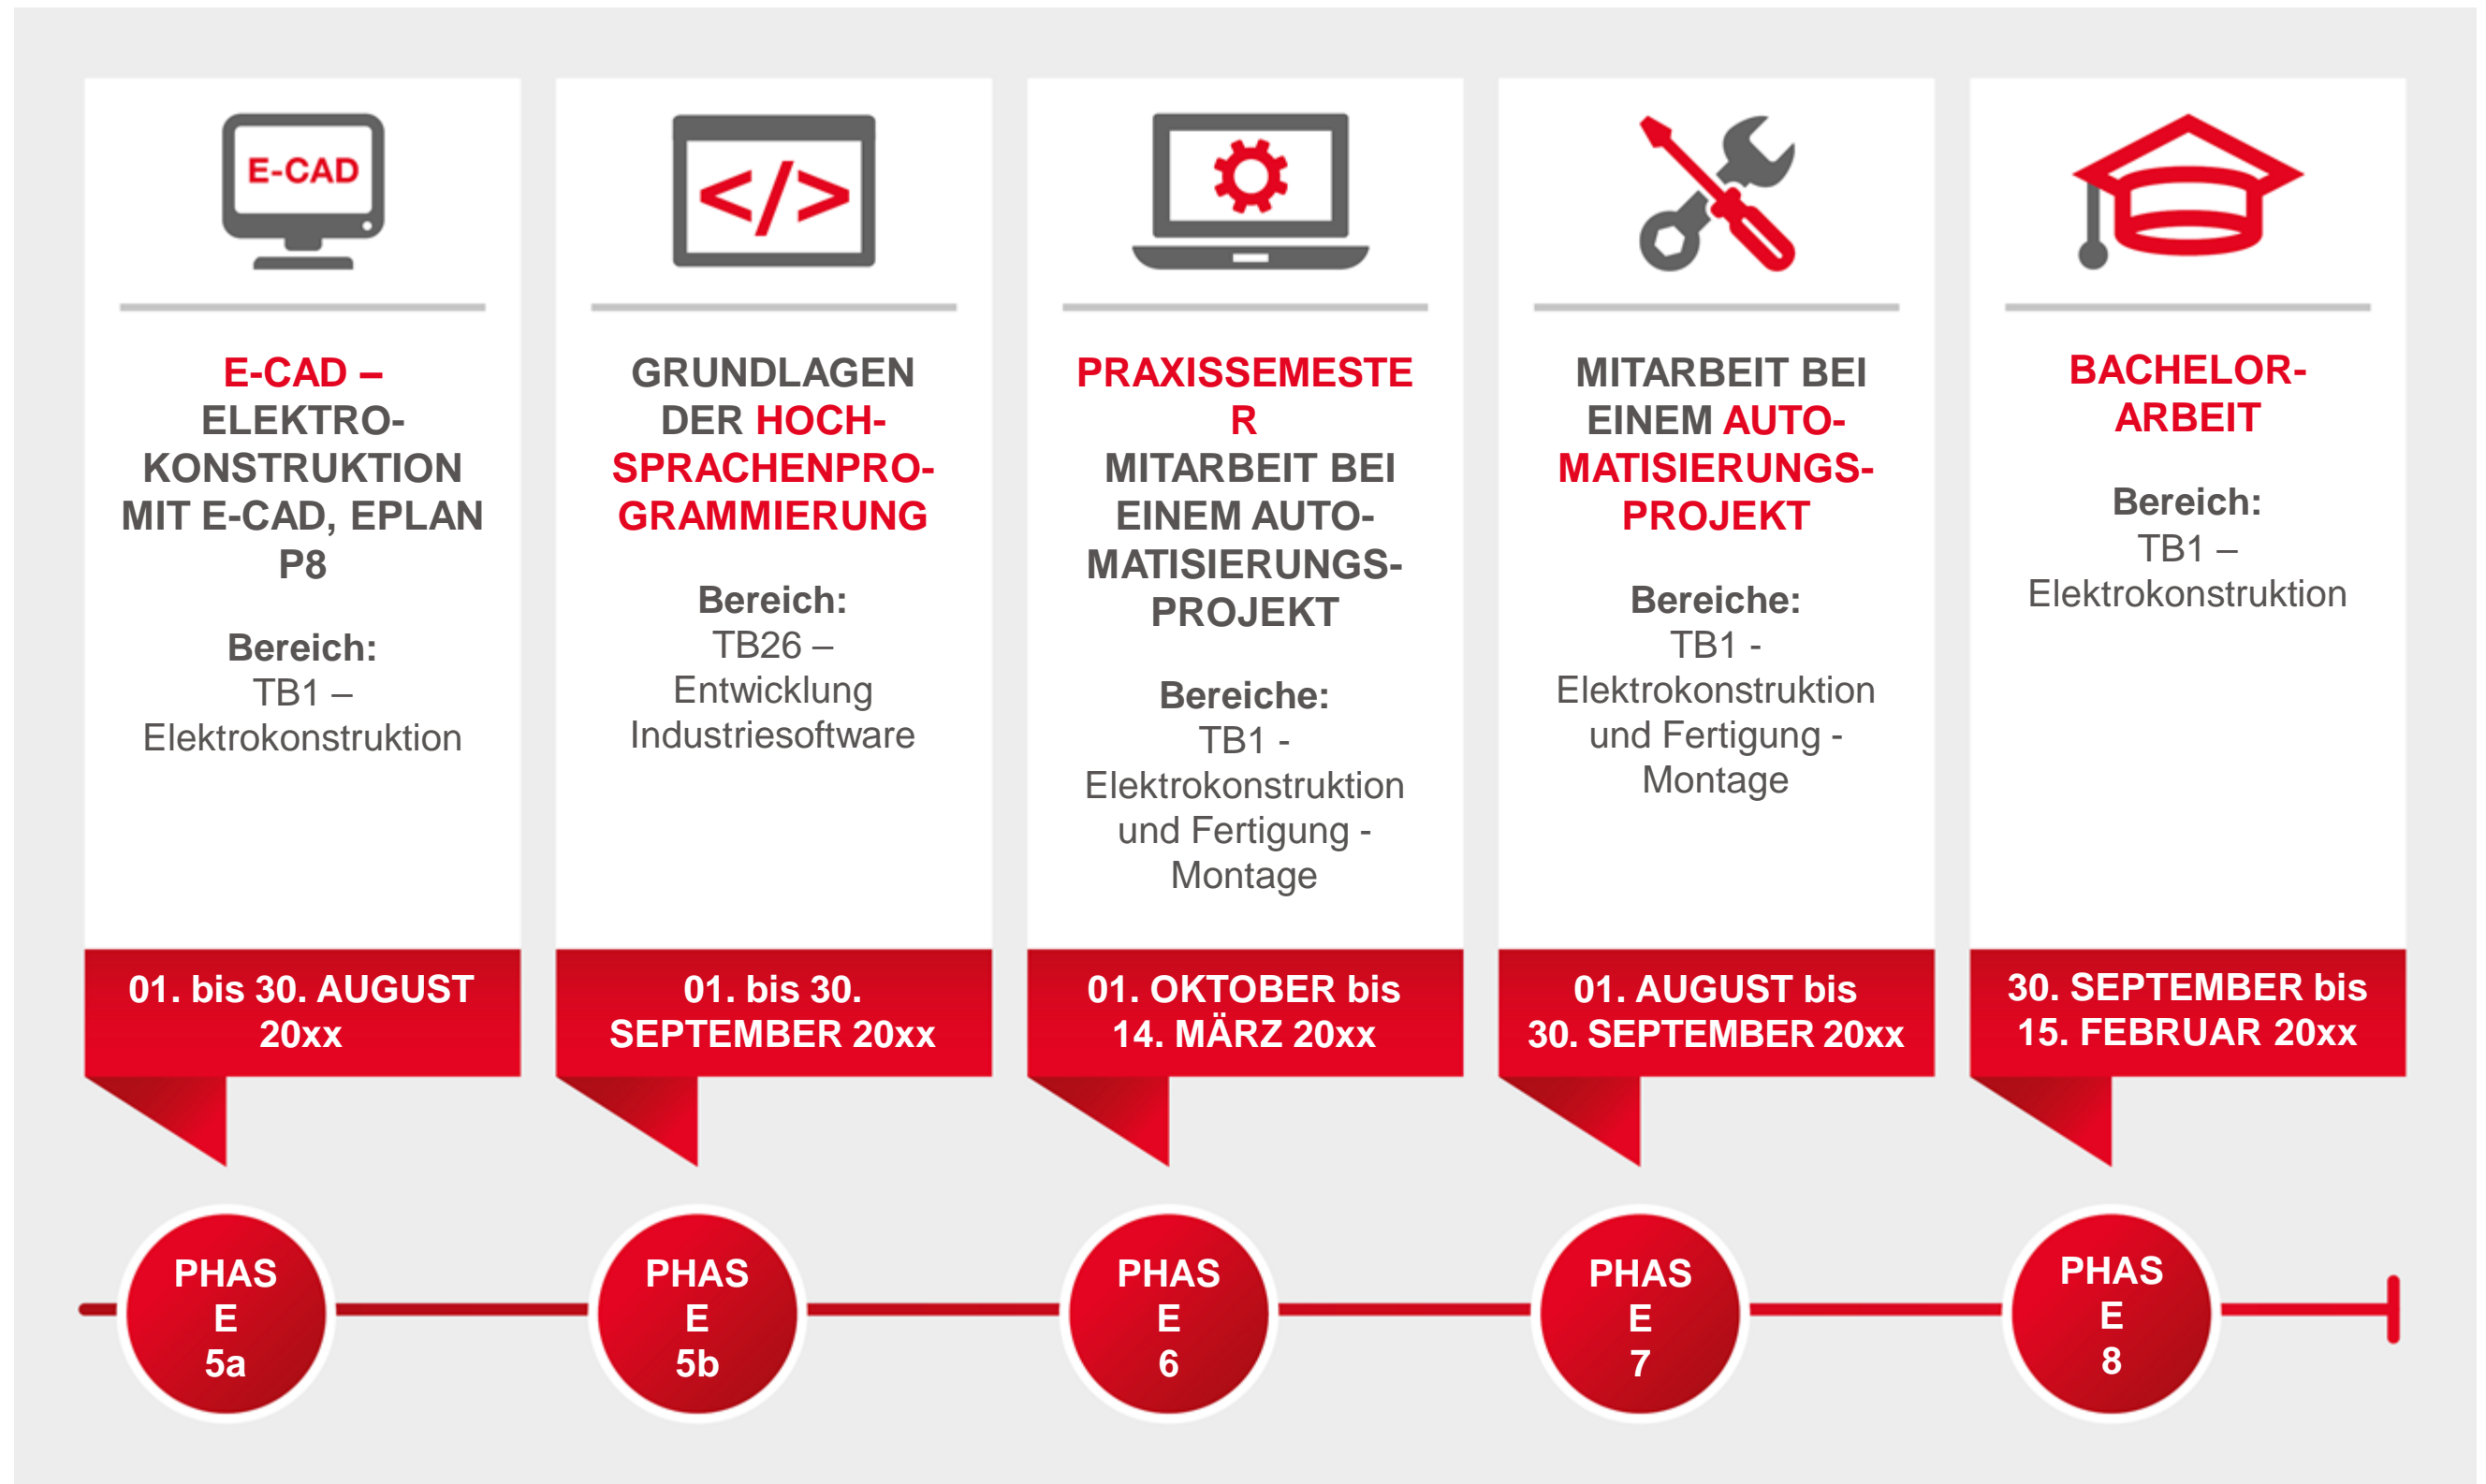 E-CAD
E-CAD –
ELEKTRO-
KONSTRUKTION
MIT E-CAD, EPLAN
P8
Bereich:
TB1 –
Elektrokonstruktion
01. bis 30. AUGUST
20xx
PHAS
E
5a
</>
GRUNDLAGEN
DER HOCH-
SPRACHENPRO-
GRAMMIERUNG
Bereich:
TB26 –
Entwicklung
Industriesoftware
01. bis 30.
SEPTEMBER 20xx
PHAS
E
5b
PRAXISSEMESTE
R
MITARBEIT BEI
EINEM AUTO-
MATISIERUNGS-
PROJEKT
Bereiche:
TB1 -
Elektrokonstruktion
und Fertigung -
Montage
01. OKTOBER bis
14. MÄRZ 20xx
PHAS
E
6
MITARBEIT BEI
EINEM AUTO-
MATISIERUNGS-
PROJEKT
Bereiche:
TB1 -
Elektrokonstruktion
und Fertigung -
Montage
01. AUGUST bis
30. SEPTEMBER 20xx
PHAS
E
7
BACHELOR-
ARBEIT
Bereich:
TB1 –
Elektrokonstruktion
30. SEPTEMBER bis
15. FEBRUAR 20xx
PHAS
E
8